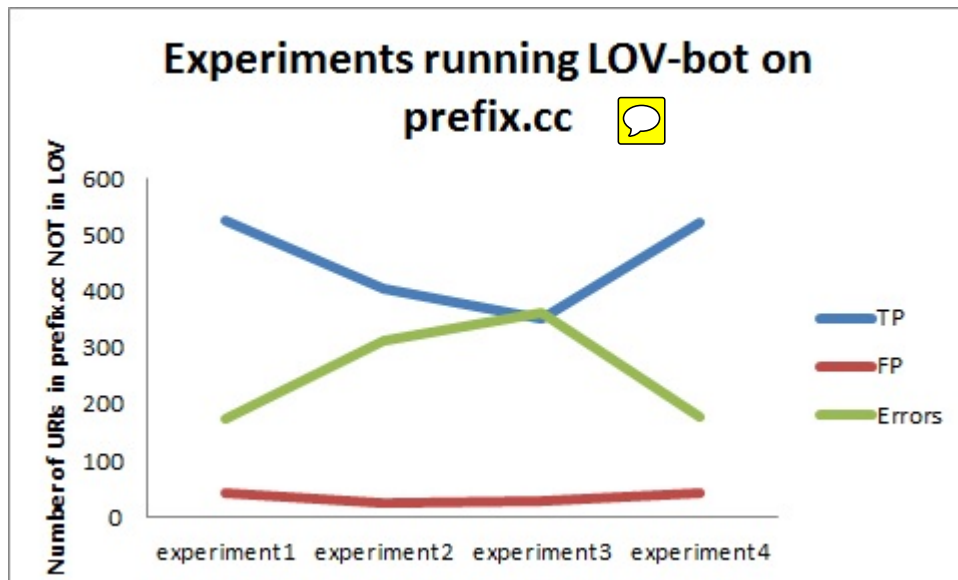 Experiments running LOV-bot on
prefix.cc
Number of URIs in prefix.cc NOT in LOV
600
500
400
300
200
100
0
experiment1 experiment2 experiment3 experiment4
TP
FP
Errors